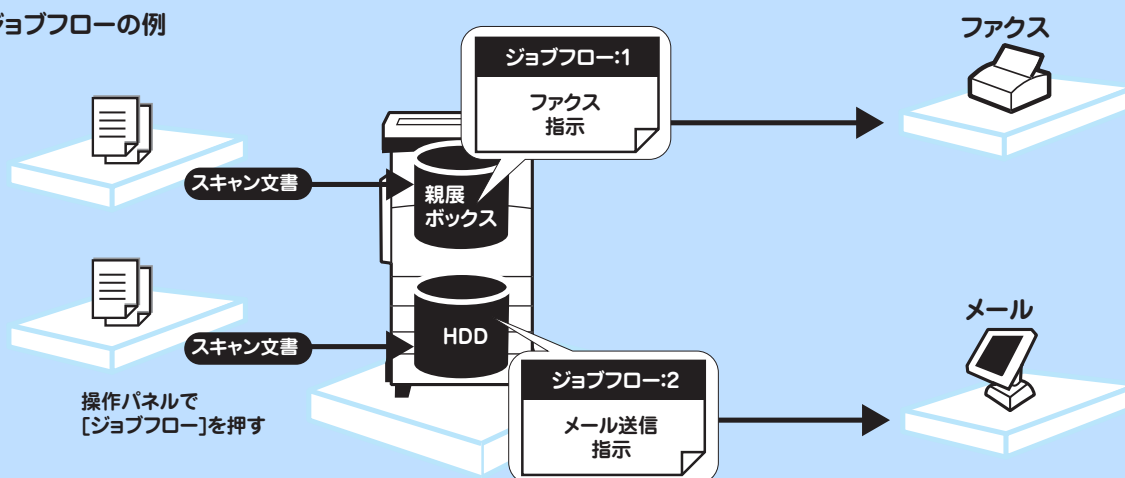 ジョブフローの例
ファクス
ジョブフロー:1
ファクス
指示
スキャン文書
親展
ボックス
メール
スキャン文書
HDD
ジョブフロー:2
メール送信
指示
操作パネルで
[ジョブフロー]を押す